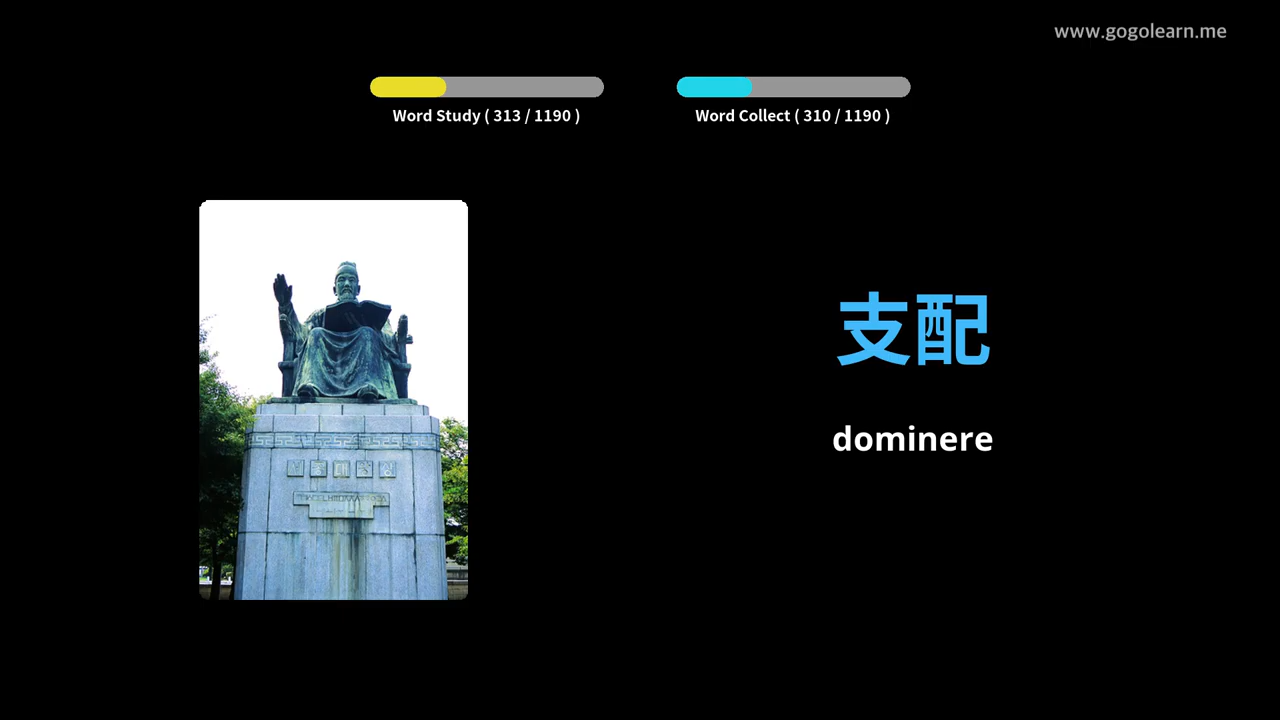 www.gogolearn.me
Word Study ( 313 / 1190 )
Word Collect ( 310 / 1190 )
支配
dominere